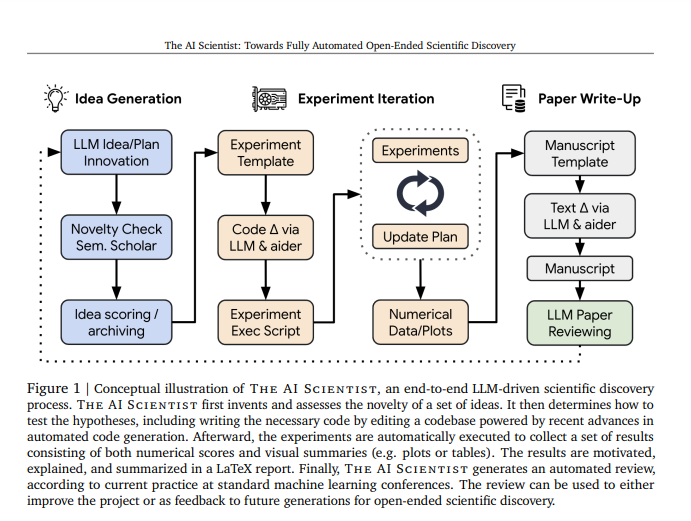 The AI Scientist: Towards Fully Automated Open-Ended Scientific Discovery
Idea Generation
LLM Idea/Plan
Innovation
Novelty Check
Sem. Scholar
Idea scoring /
archiving
Experiment Iteration
Experiment
Template
Code Δ via
LLM & aider
Experiment
Exec Script
Experiments
Update Plan
Numerical
Data/Plots
Paper Write-Up
Manuscript
Template
Text Δ via
LLM & aider
Manuscript
LLM Paper
Reviewing
Figure 1 | Conceptual illustration of THE AI SCIENTIST, an end-to-end LLM-driven scientific discovery
process. THE AI SCIENTIST first invents and assesses the novelty of a set of ideas. It then determines how to
test the hypotheses, including writing the necessary code by editing a codebase powered by recent advances in
automated code generation. Afterward, the experiments are automatically executed to collect a set of results
consisting of both numerical scores and visual summaries (e.g. plots or tables). The results are motivated,
explained, and summarized in a LaTeX report. Finally, THE AI SCIENTIST generates an automated review,
according to current practice at standard machine learning conferences. The review can be used to either
improve the project or as feedback to future generations for open-ended scientific discovery.